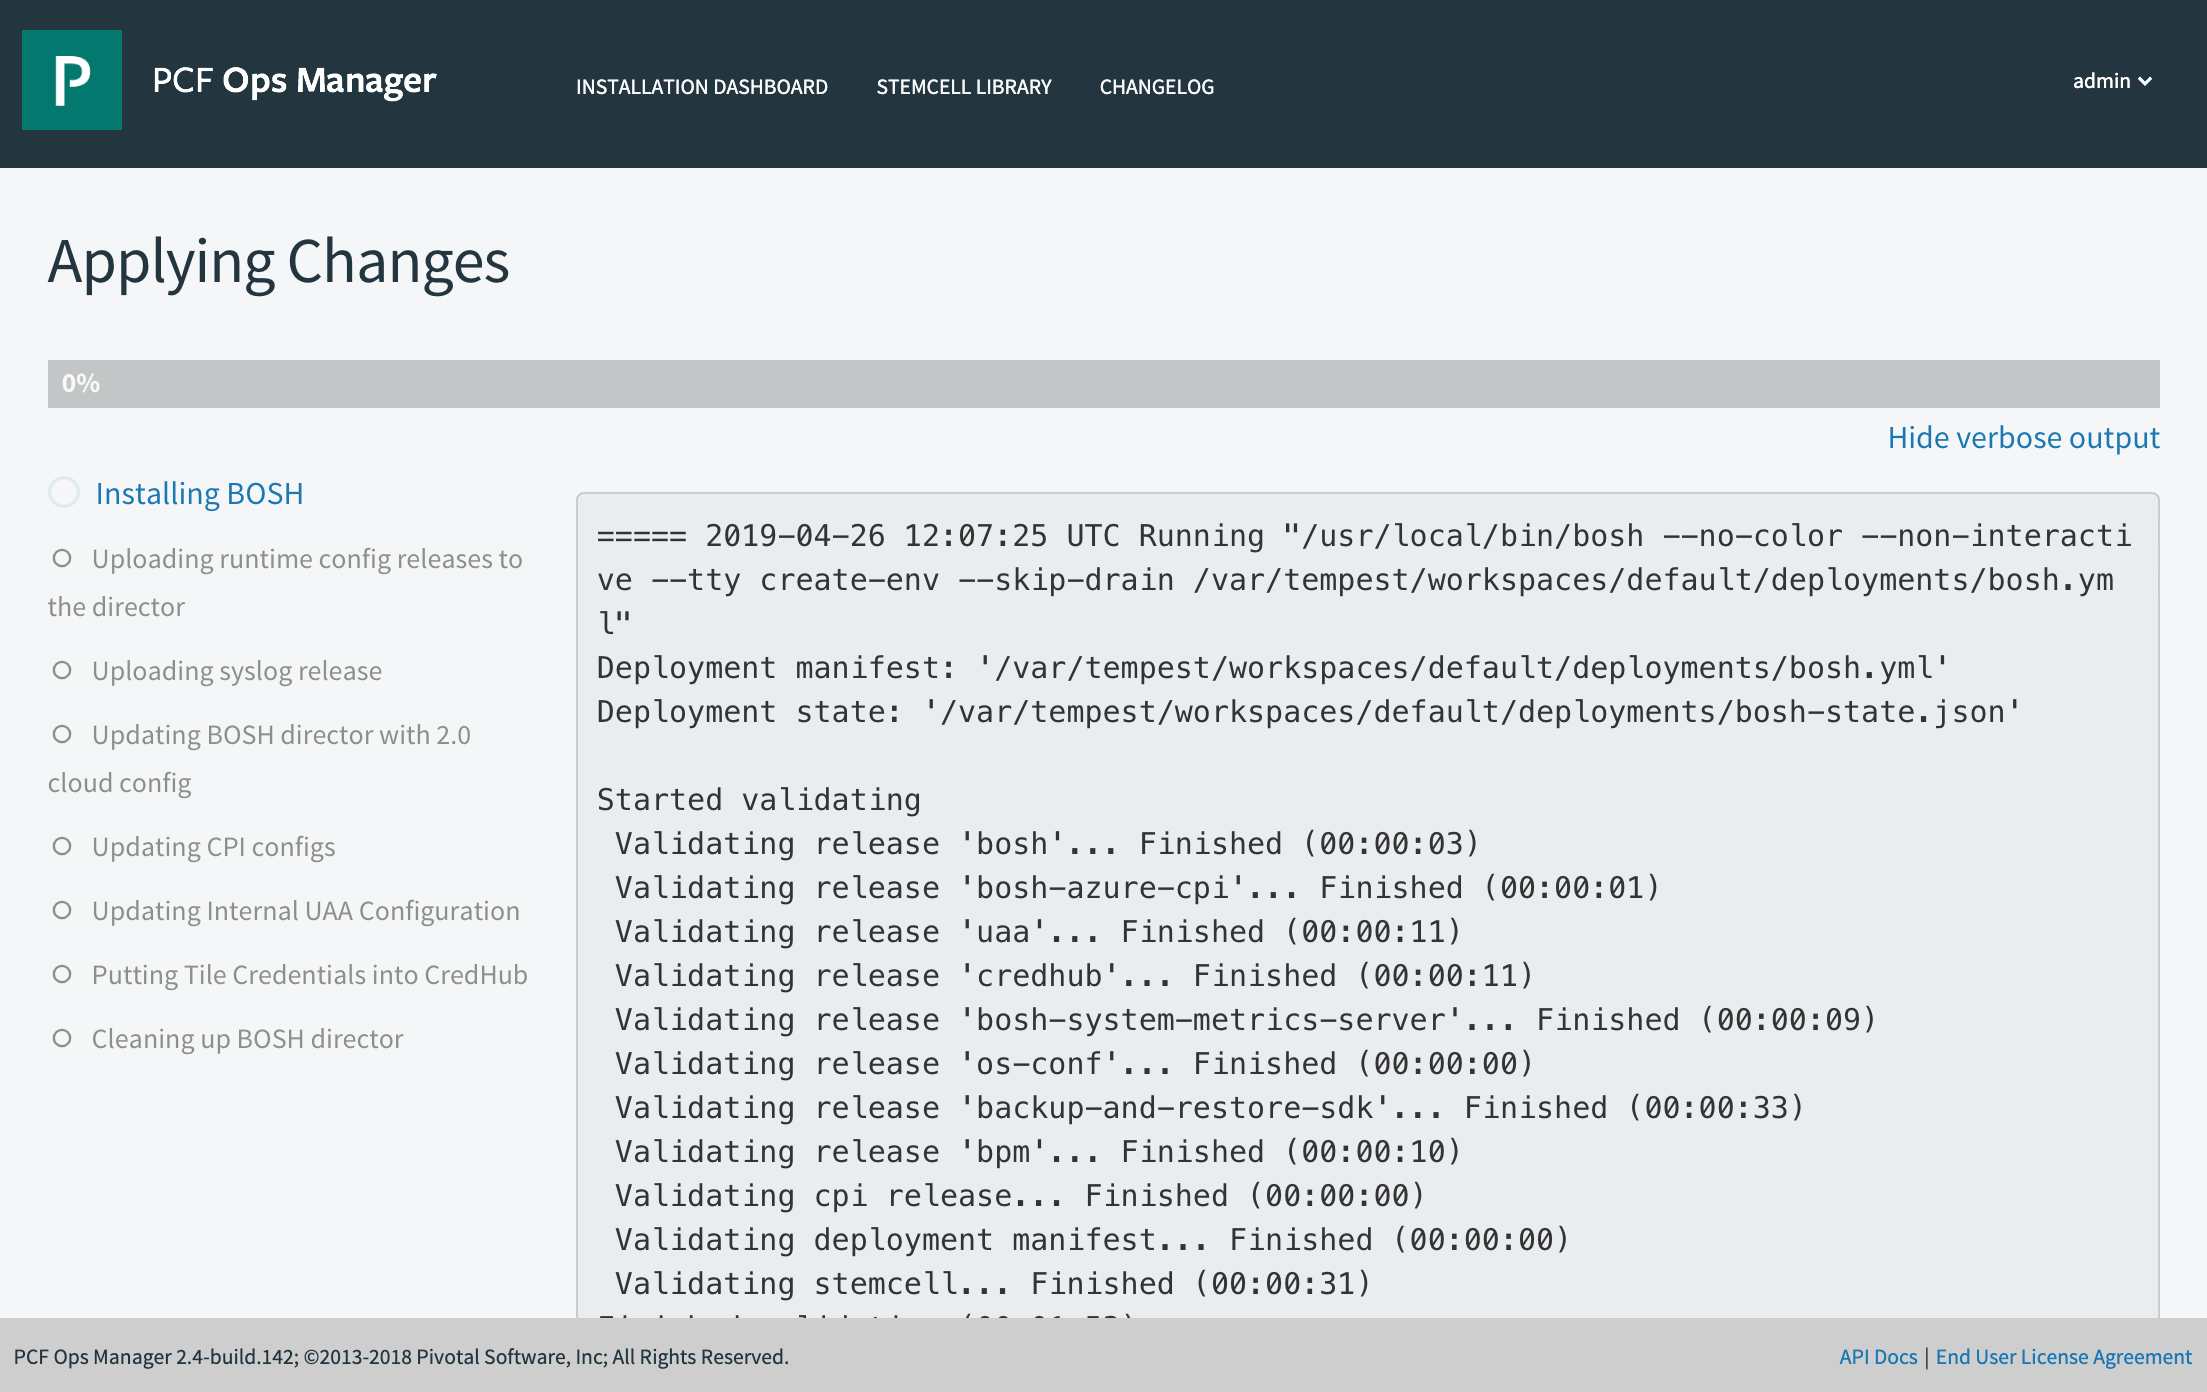 P
PCF Ops Manager
INSTALLATION DASHBOARD
STEMCELL LIBRARY
CHANGELOG
admin
Applying Changes
0%
Hide verbose output
Installing BOSH
Uploading runtime config releases to
the director
Uploading syslog release
Updating BOSH director with 2.0
cloud config
Updating CPI configs
Updating Internal UAA Configuration
Putting Tile Credentials into CredHub
Cleaning up BOSH director
===== 2019-04-26 12:07:25 UTC Running "/usr/local/bin/bosh --no-color --non-interacti
ve --tty create-env --skip-drain /var/tempest/workspaces/default/deployments/bosh.ym
l"
Deployment manifest: '/var/tempest/workspaces/default/deployments/bosh.yml'
Deployment state: '/var/tempest/workspaces/default/deployments/bosh-state.json'
Started validating
Validating release 'bosh'... Finished (00:00:03)
Validating release 'bosh-azure-cpi'... Finished (00:00:01)
Validating release 'uaa'... Finished (00:00:11)
Validating release 'credhub'... Finished (00:00:11)
Validating release 'bosh-system-metrics-server'... Finished (00:00:09)
Validating release 'os-conf'... Finished (00:00:00)
Validating release 'backup-and-restore-sdk'... Finished (00:00:33)
Validating release 'bpm'... Finished (00:00:10)
Validating cpi release... Finished (00:00:00)
Validating deployment manifest... Finished (00:00:00)
Validating stemcell... Finished (00:00:31)
PCF Ops Manager 2.4-build.142; ©2013-2018 Pivotal Software, Inc; All Rights Reserved.
API Docs | End User License Agreement